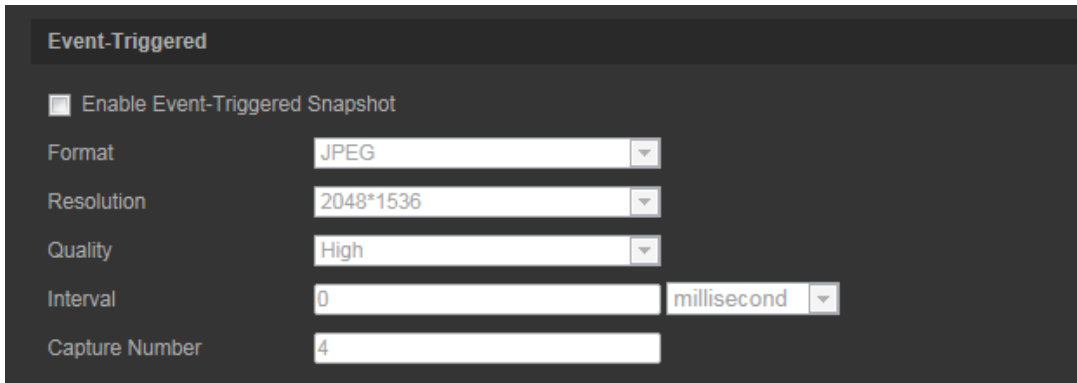 Event-Triggered
Enable Event-Triggered Snapshot
Format JPEG
Resolution 2048*1536
Quality High
Interval 0 millisecond
Capture Number 4